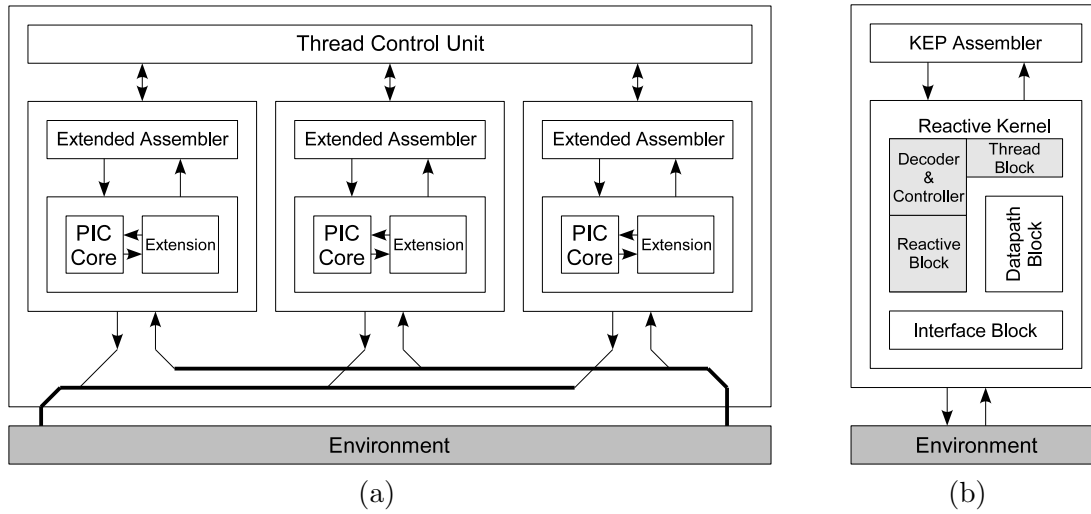 Thread Control Unit
Extended Assembler
PIC
Core
Extension
Extended Assembler
PIC
Core
Extension
Extended Assembler
PIC
Core
Extension
Environment
(a)
KEP Assembler
Reactive Kernel
Decoder
&
Controller
Thread
Block
Reactive
Block
Datapath
Block
Interface Block
Environment
(b)